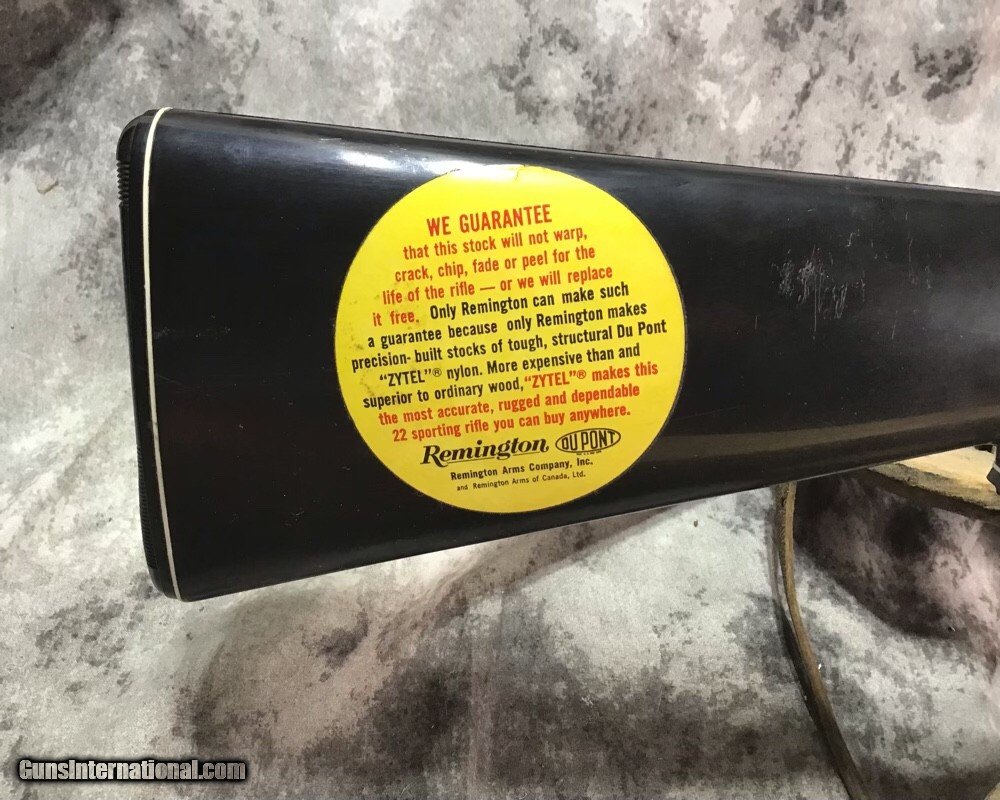 WE GUARANTEE
that this stock will not warp,
crack, chip, fade or peel for the
life of the rifle — or we will replace
it free. Only Remington can make such
a guarantee because only Remington makes
precision- built stocks of tough, structural Du Pont
"ZYTEL"® nylon. More expensive than and
superior to ordinary wood, "ZYTEL"® makes this
the most accurate, rugged and dependable
22 sporting rifle you can buy anywhere.
Remington DU PONT
Remington Arms Company, Inc.
and Remington Arms of Canada, Ltd.
GunsInternational.com